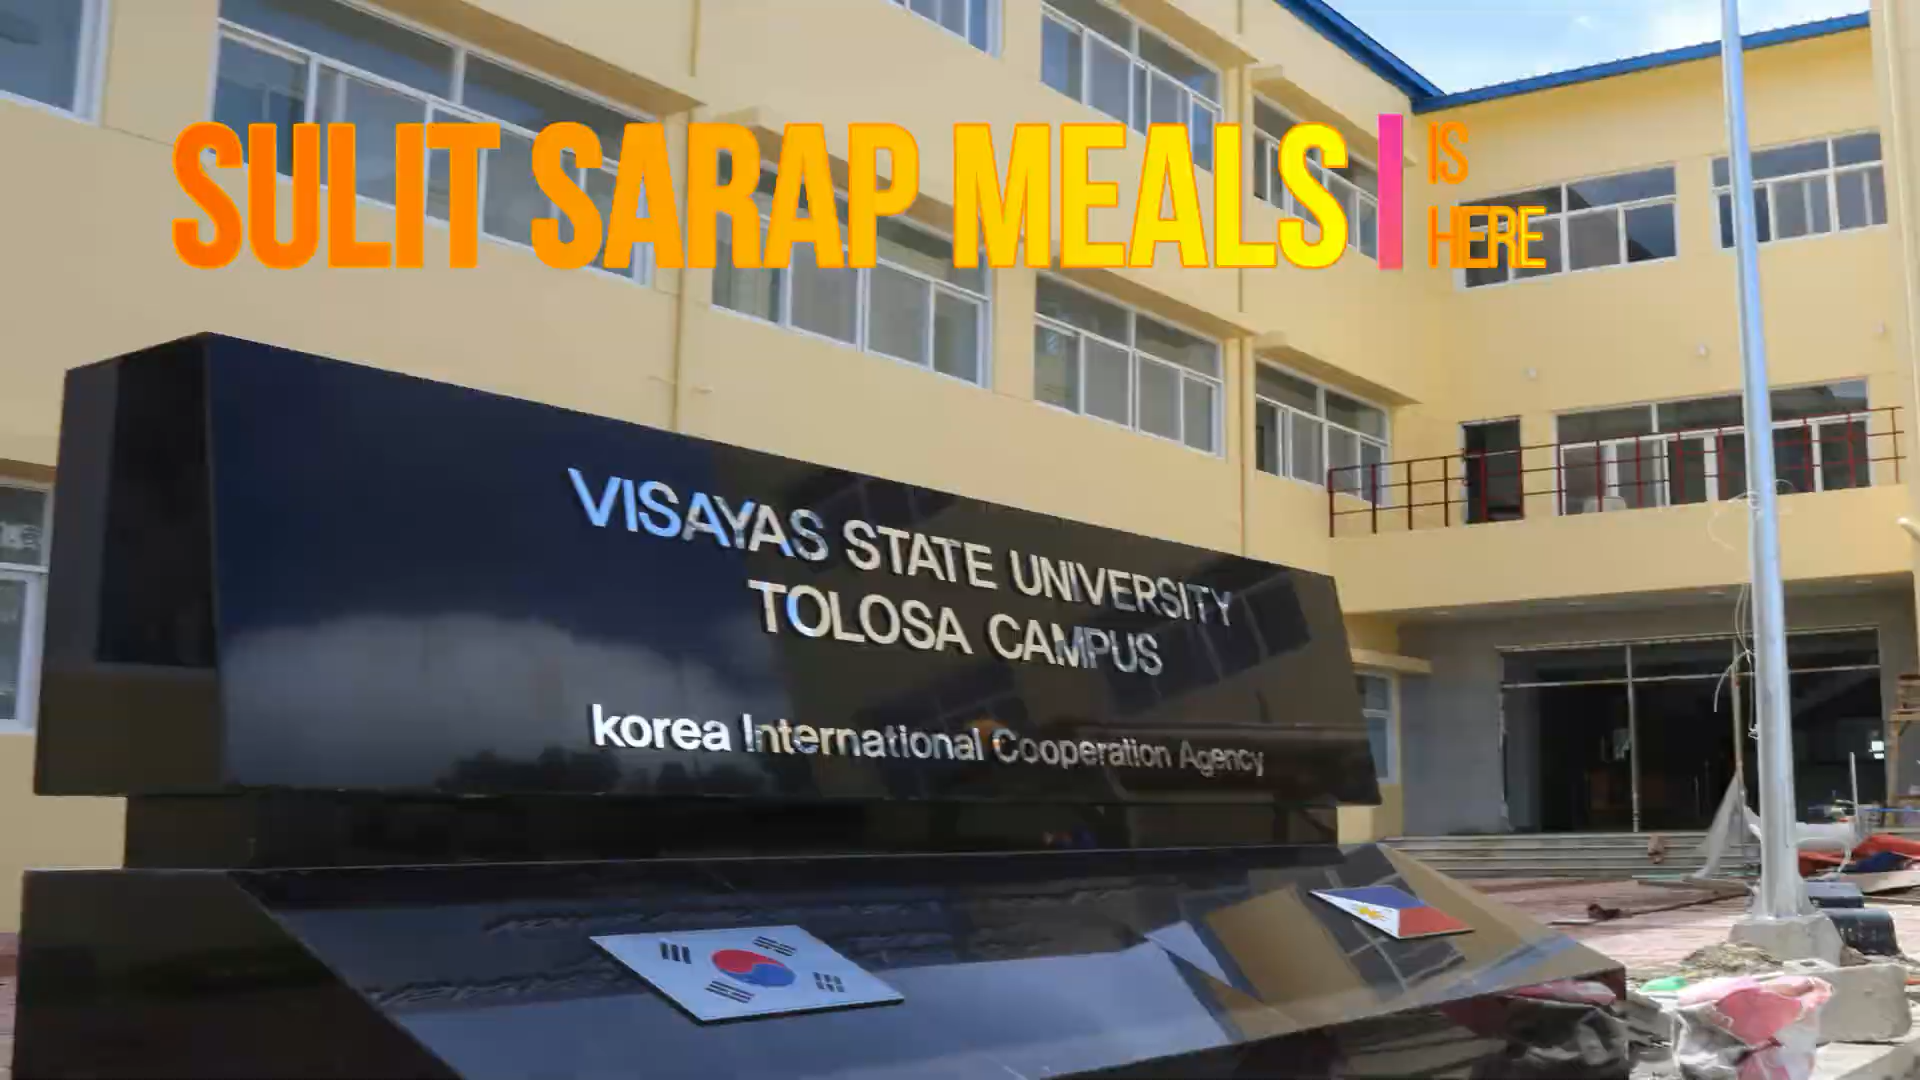 SULIT SARAP MEALS
IS
HERE
VISAYAS STATE UNIVERSITY
TOLOSA CAMPUS
korea International Cooperation Agency